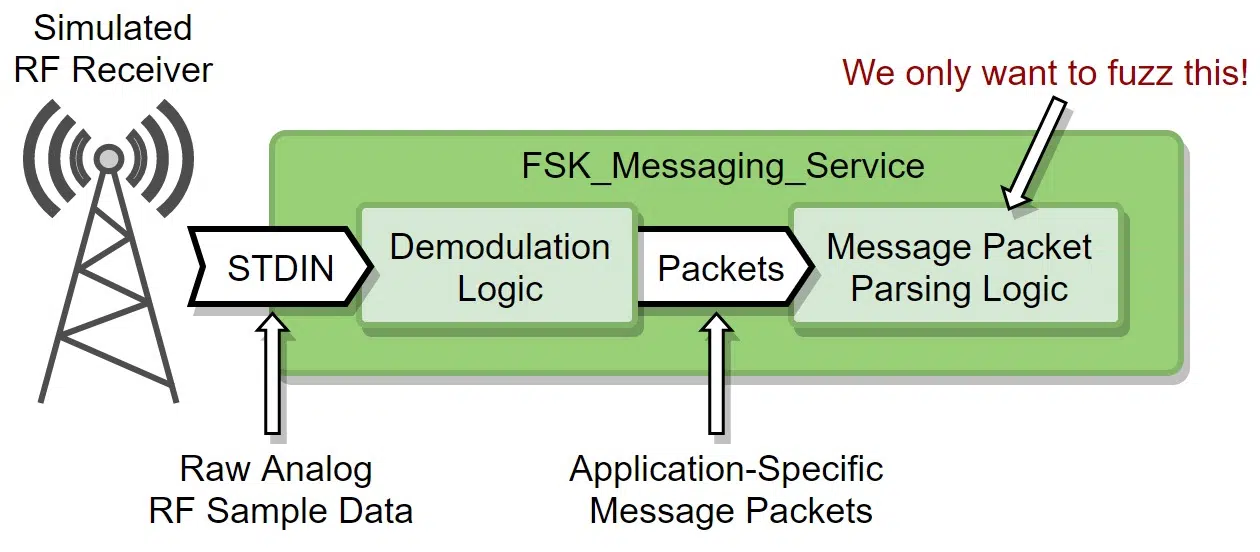 Simulated
RF Receiver
We only want to fuzz this!
FSK_Messaging_Service
STDIN
Demodulation
Logic
Packets
Message Packet
Parsing Logic
Raw Analog
RF Sample Data
Application-Specific
Message Packets